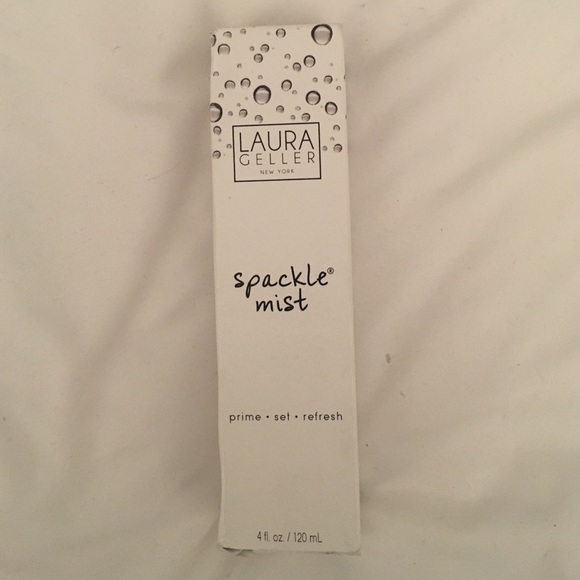 LAURA
GELLER
NEW YORK
spackle®
mist
prime • set • refresh
4 fl. oz. / 120 mL